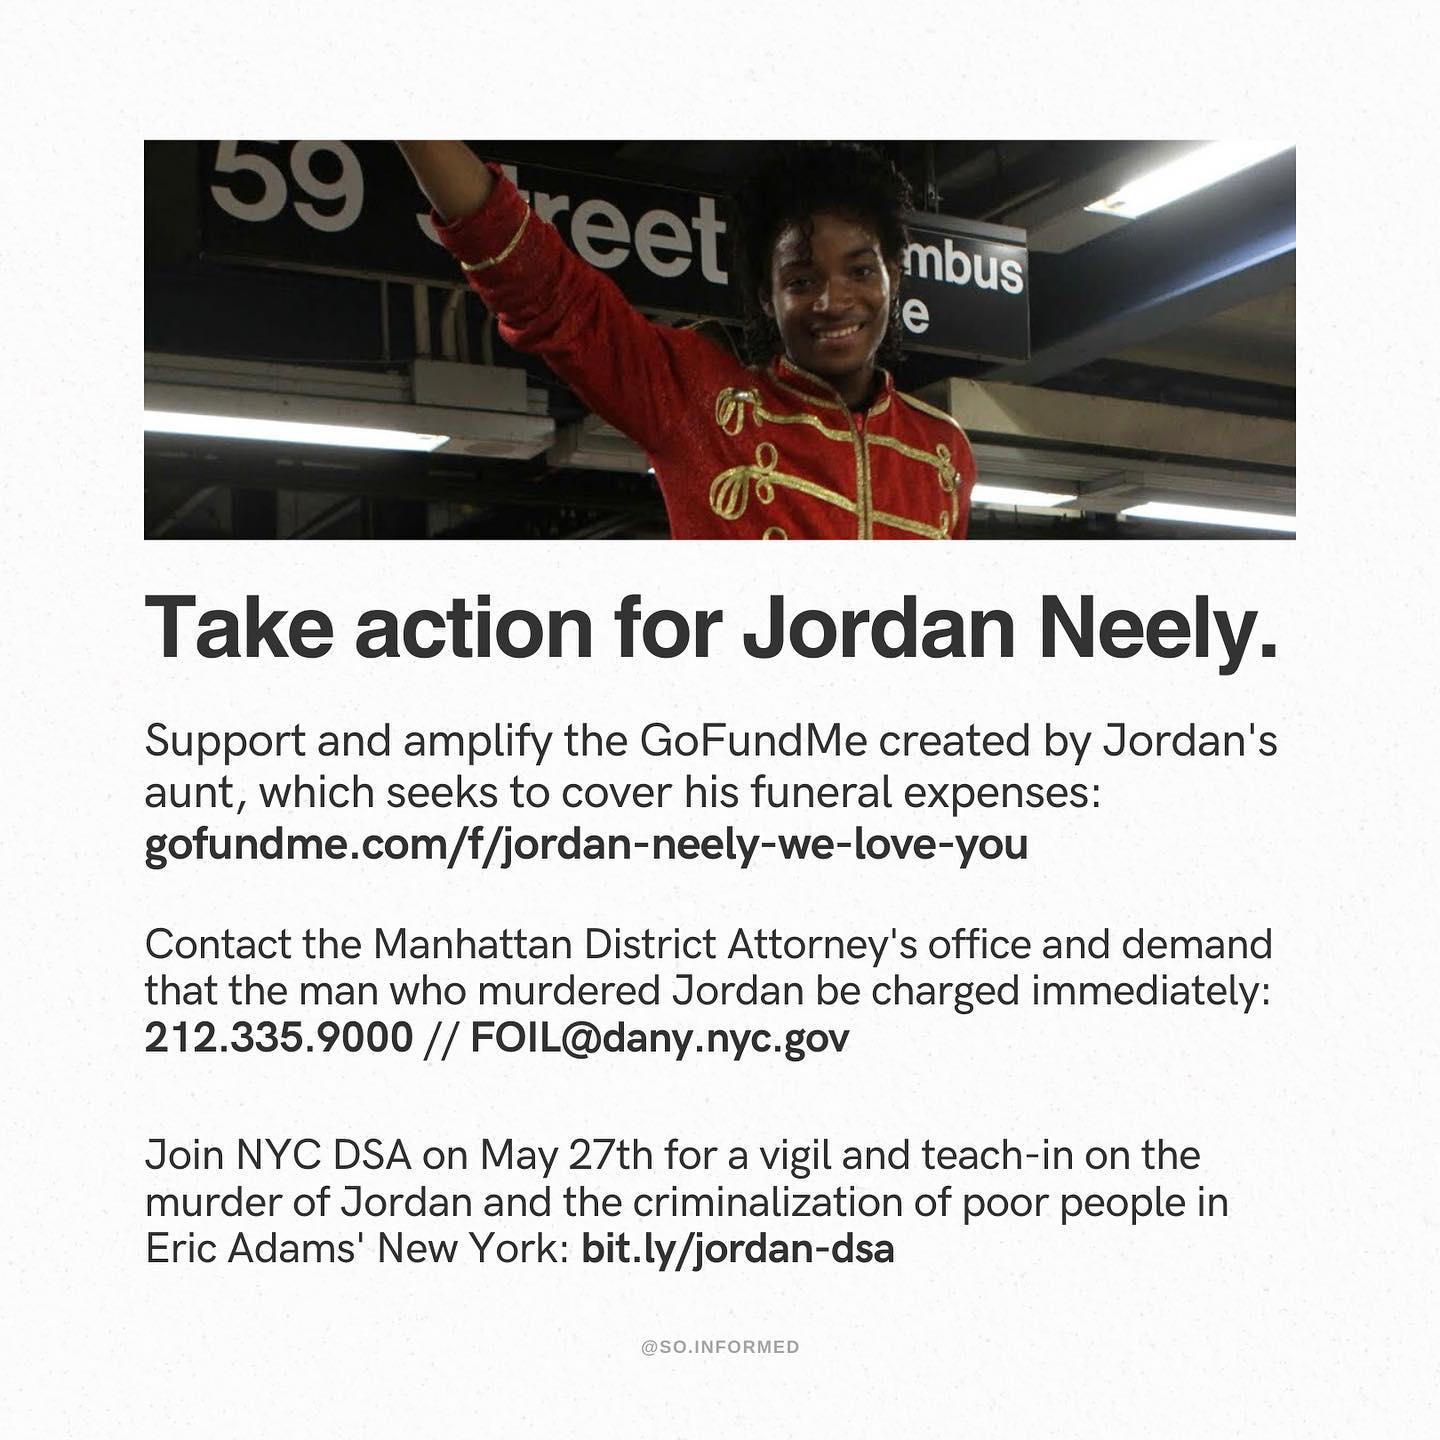 59 Street
mbus
e
Take action for Jordan Neely.
Support and amplify the GoFundMe created by Jordan's
aunt, which seeks to cover his funeral expenses:
gofundme.com/f/jordan-neely-we-love-you
Contact the Manhattan District Attorney's office and demand
that the man who murdered Jordan be charged immediately:
212.335.9000 // FOIL@dany.nyc.gov
Join NYC DSA on May 27th for a vigil and teach-in on the
murder of Jordan and the criminalization of poor people in
Eric Adams' New York: bit.ly/jordan-dsa
@SO.INFORMED